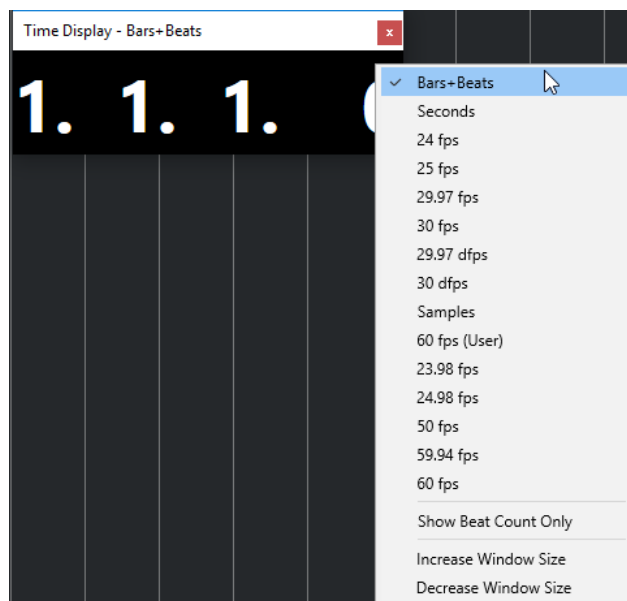 Time Display - Bars+Beats
x
1. 1. 1.
Bars+Beats
Seconds
24 fps
25 fps
29.97 fps
30 fps
29.97 dfps
30 dfps
Samples
60 fps (User)
23.98 fps
24.98 fps
50 fps
59.94 fps
60 fps
Show Beat Count Only
Increase Window Size
Decrease Window Size